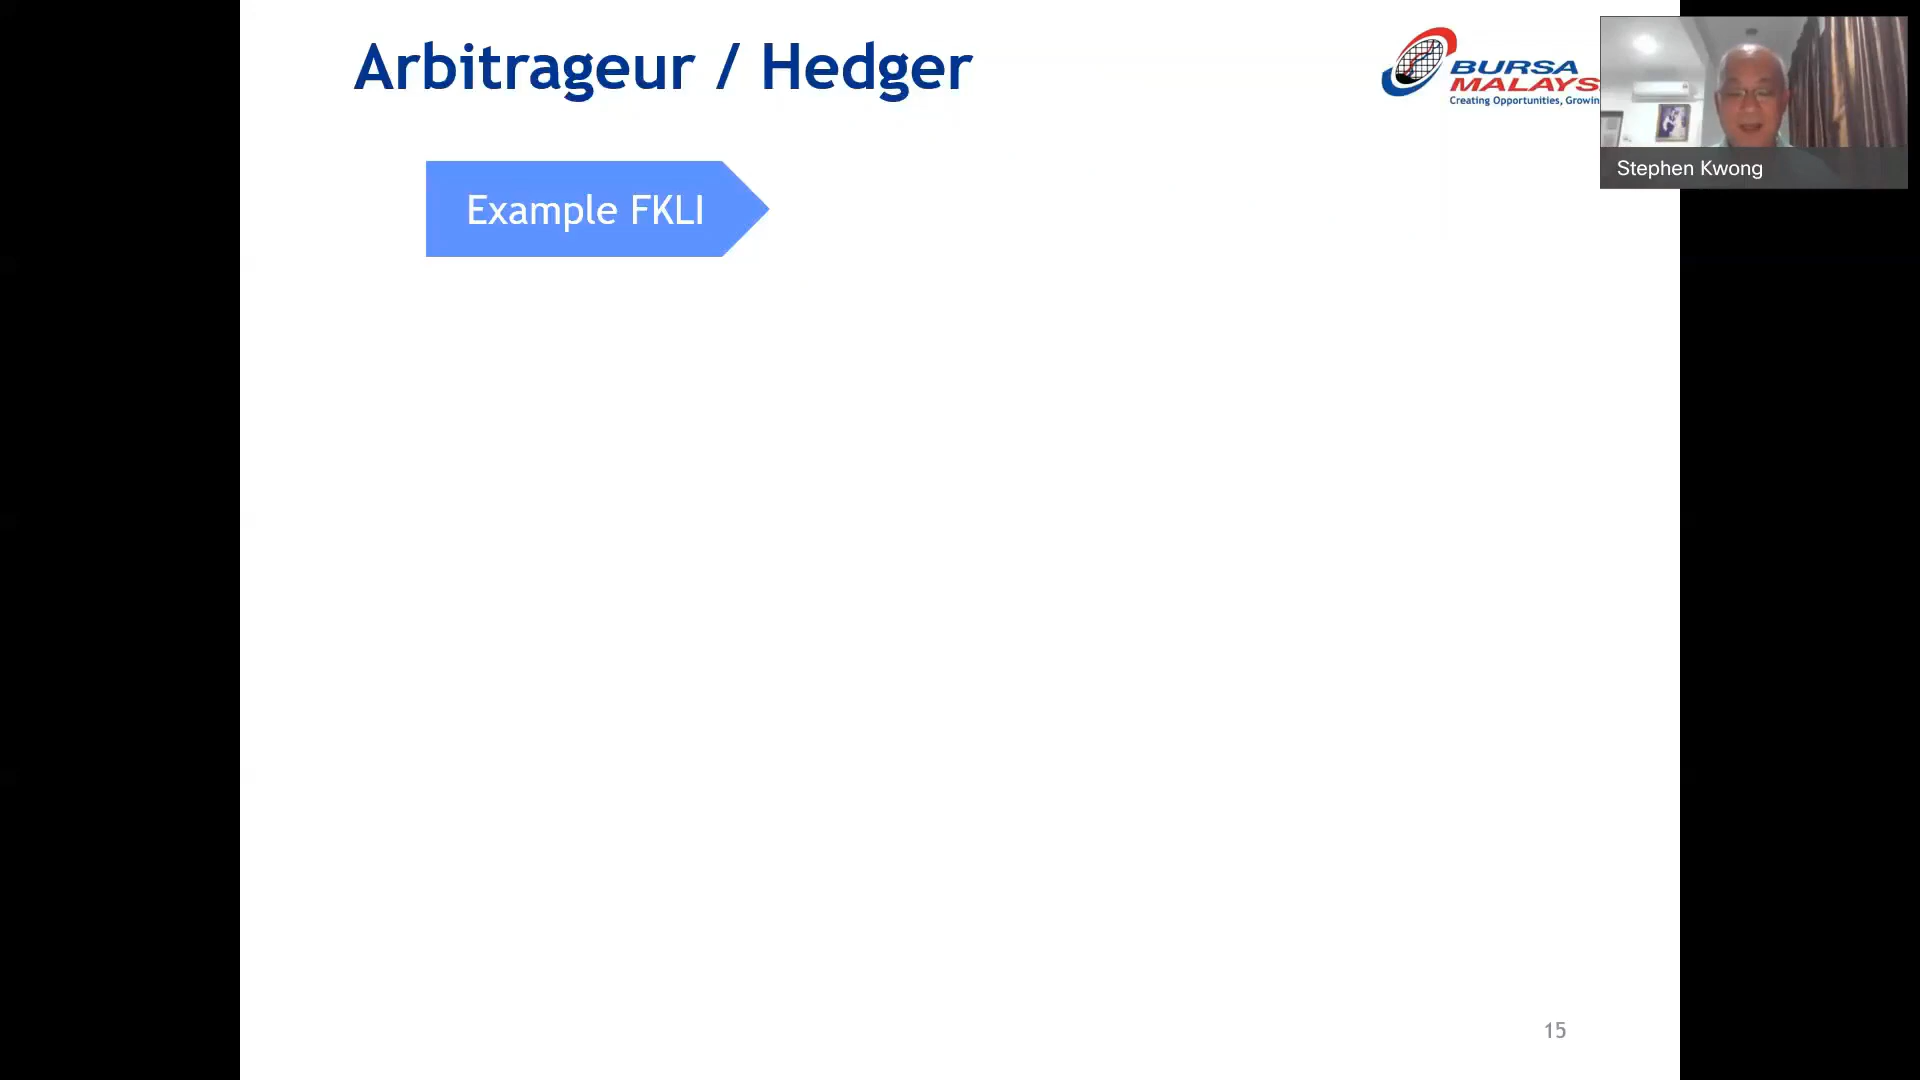 Arbitrageur / Hedger
BURSA
MALAYS
Creating Opportunities, Growin
Stephen Kwong
Example FKLI
15